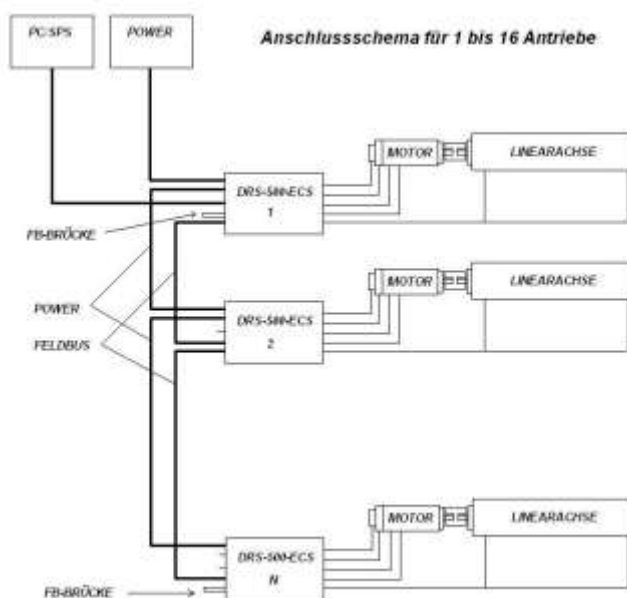 PC/SPS
POWER
Anschlussschema für 1 bis 16 Antriebe
MOTOR
LINEARACHSE
DRS-500-ECS
1
FB-BRÜCKE
MOTOR
LINEARACHSE
POWER
DRS-500-ECS
2
FELDBUS
MOTOR
LINEARACHSE
DRS-500-ECS
N
FB-BRÜCKE